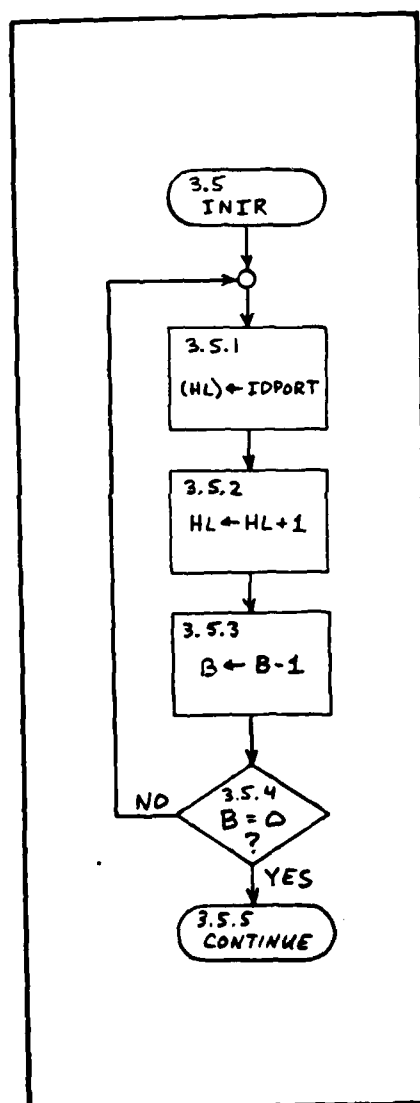 3.5
INIR
3.5.1
(HL) ← IDPORT
3.5.2
HL ← HL + 1
3.5.3
B ← B - 1
3.5.4
B = 0
?
NO
YES
3.5.5
CONTINUE